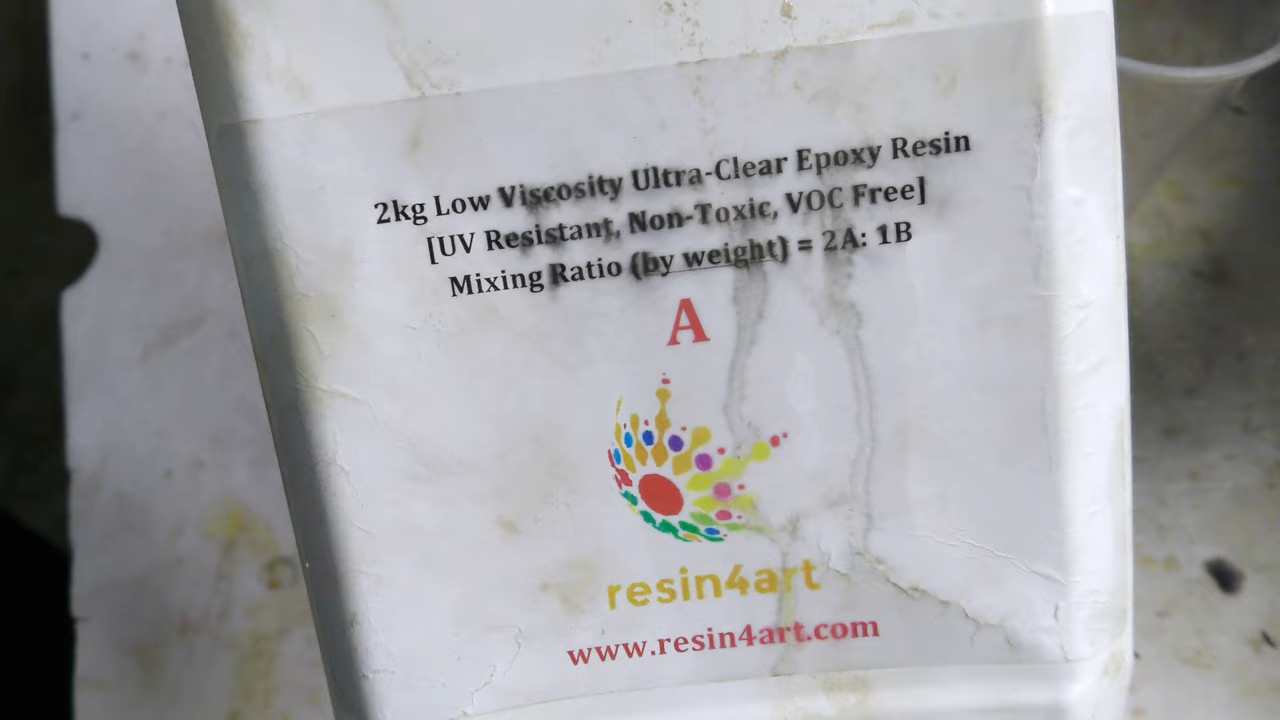 2kg Low Viscosity Ultra-Clear Epoxy Resin
[UV Resistant, Non-Toxic, VOC Free]
Mixing Ratio (by weight) = 2A: 1B
A
resin4art
www.resin4art.com